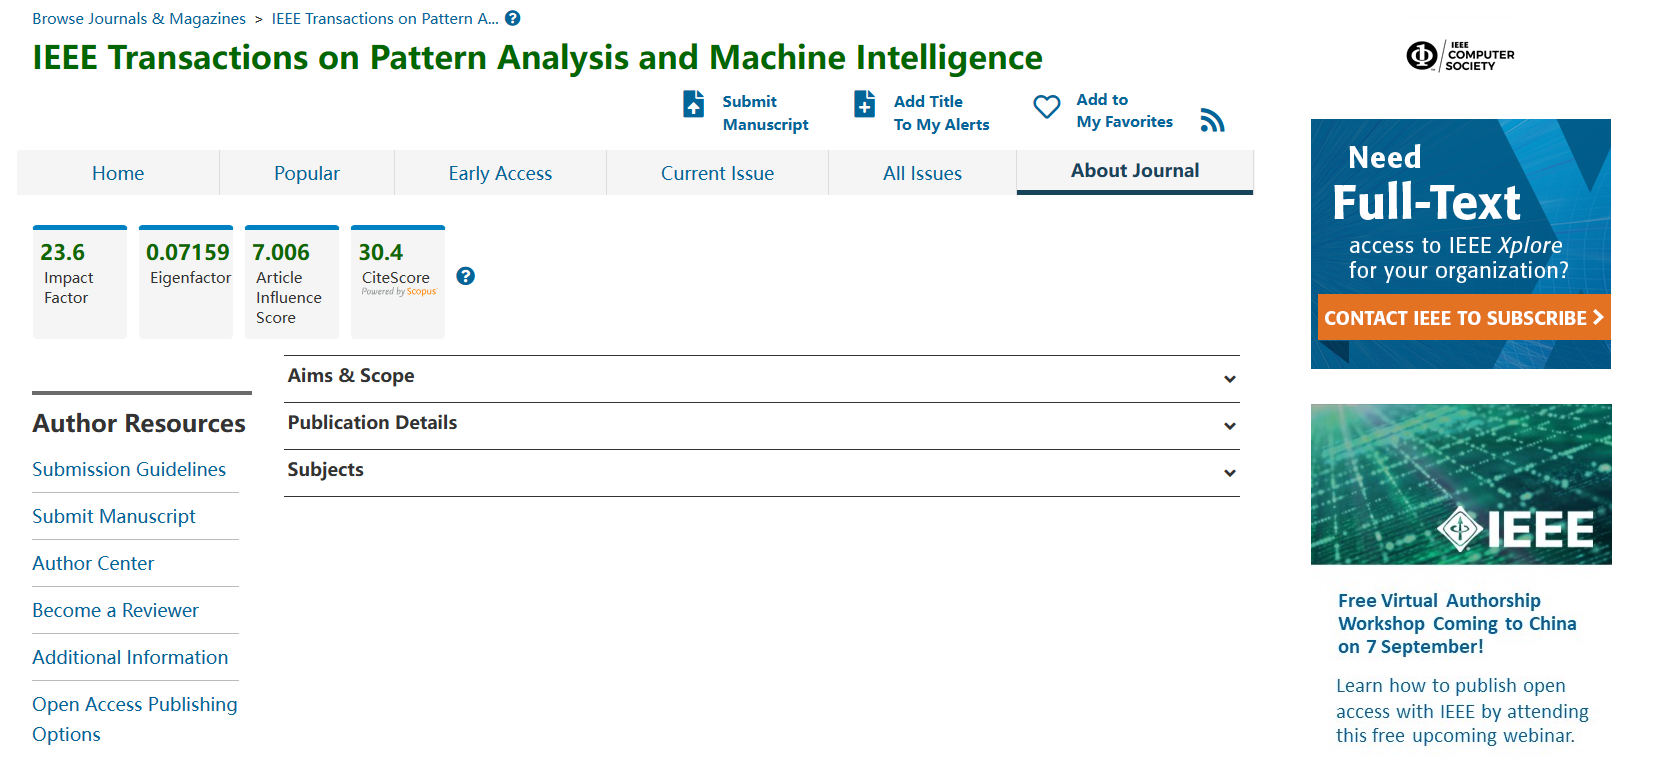 Browse Journals & Magazines > IEEE Transactions on Pattern A... ?
IEEE Transactions on Pattern Analysis and Machine Intelligence
IEEE
COMPUTER
SOCIETY
Submit
Manuscript
Add Title
To My Alerts
Add to
My Favorites
Home Popular Early Access Current Issue All Issues About Journal
23.6
Impact
Factor
0.07159
Eigenfactor
7.006
Article
Influence
Score
30.4
CiteScore
Powered by Scopus
?
Aims & Scope
Publication Details
Subjects
Author Resources
Submission Guidelines
Submit Manuscript
Author Center
Become a Reviewer
Additional Information
Open Access Publishing
Options
Need
Full-Text
access to IEEE Xplore
for your organization?
CONTACT IEEE TO SUBSCRIBE >
IEEE
Free Virtual Authorship
Workshop Coming to China
on 7 September!
Learn how to publish open
access with IEEE by attending
this free upcoming webinar.